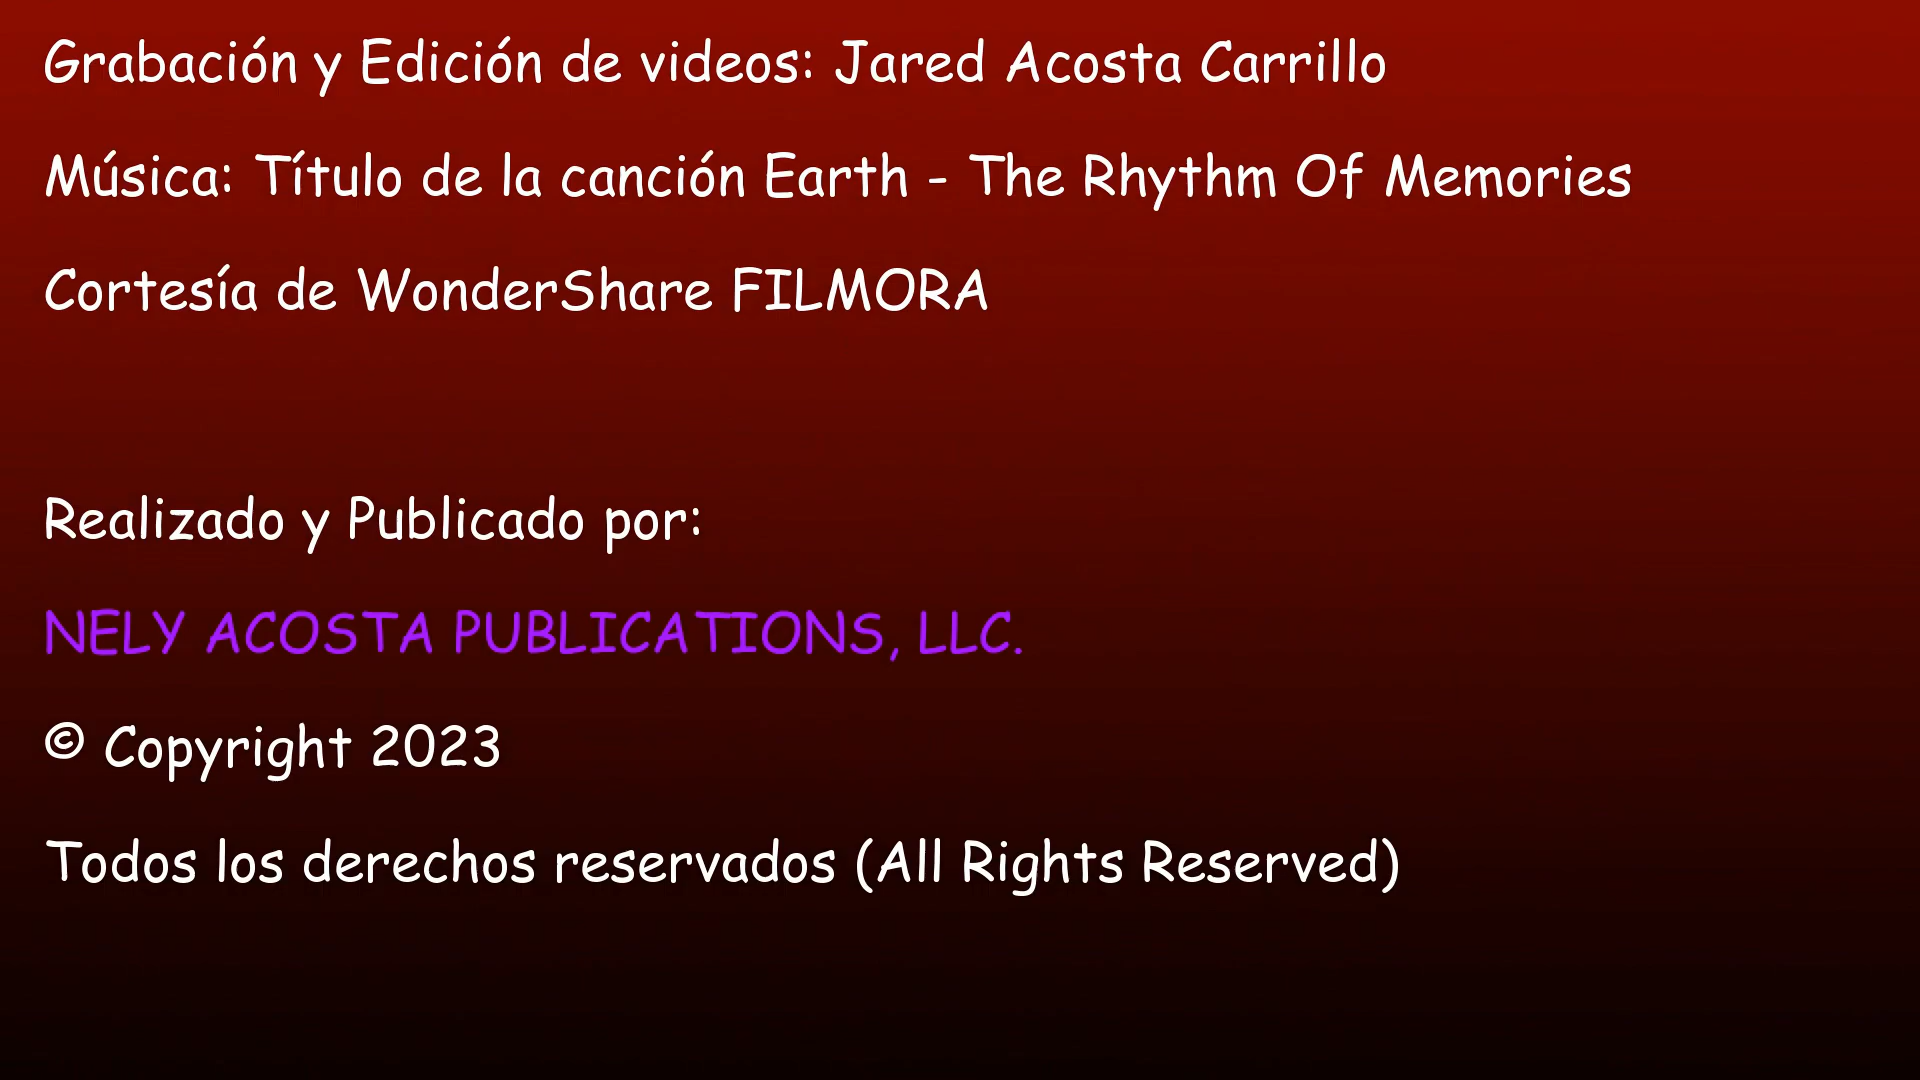 Grabación y Edición de videos: Jared Acosta Carrillo
Música: Título de la canción Earth - The Rhythm Of Memories
Cortesía de WonderShare FILMORA
Realizado y Publicado por:
NELY ACOSTA PUBLICATIONS, LLC.
© Copyright 2023
Todos los derechos reservados (All Rights Reserved)